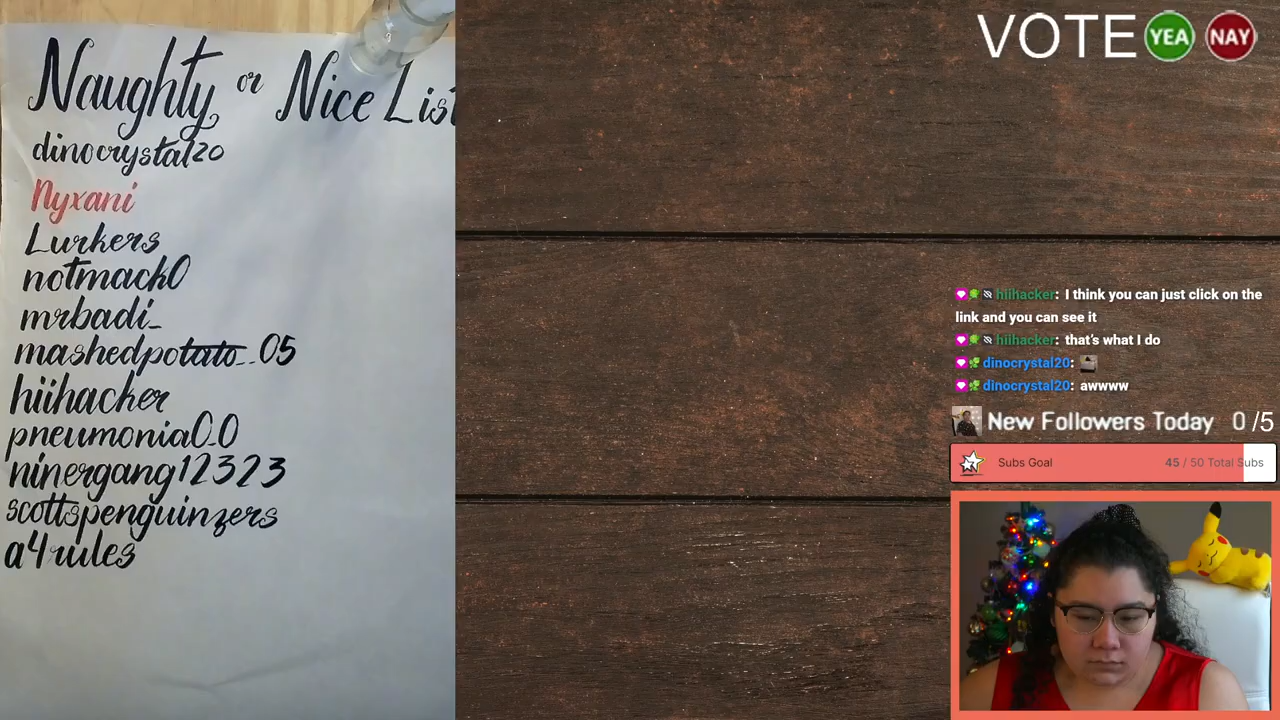 Naughty or Nice List
dinocrystal20
Nyxani
Lurkers
notmack0
mrbadi_
mashedpotato_05
hiihacker
pneumonia0_0
ninergang12323
scottspenguinzers
a4rules
VOTE YEA NAY
hiihacker: I think you can just click on the
link and you can see it
hiihacker: that's what I do
dinocrystal20:
dinocrystal20: awwww
New Followers Today 0 /5
Subs Goal 45 / 50 Total Subs